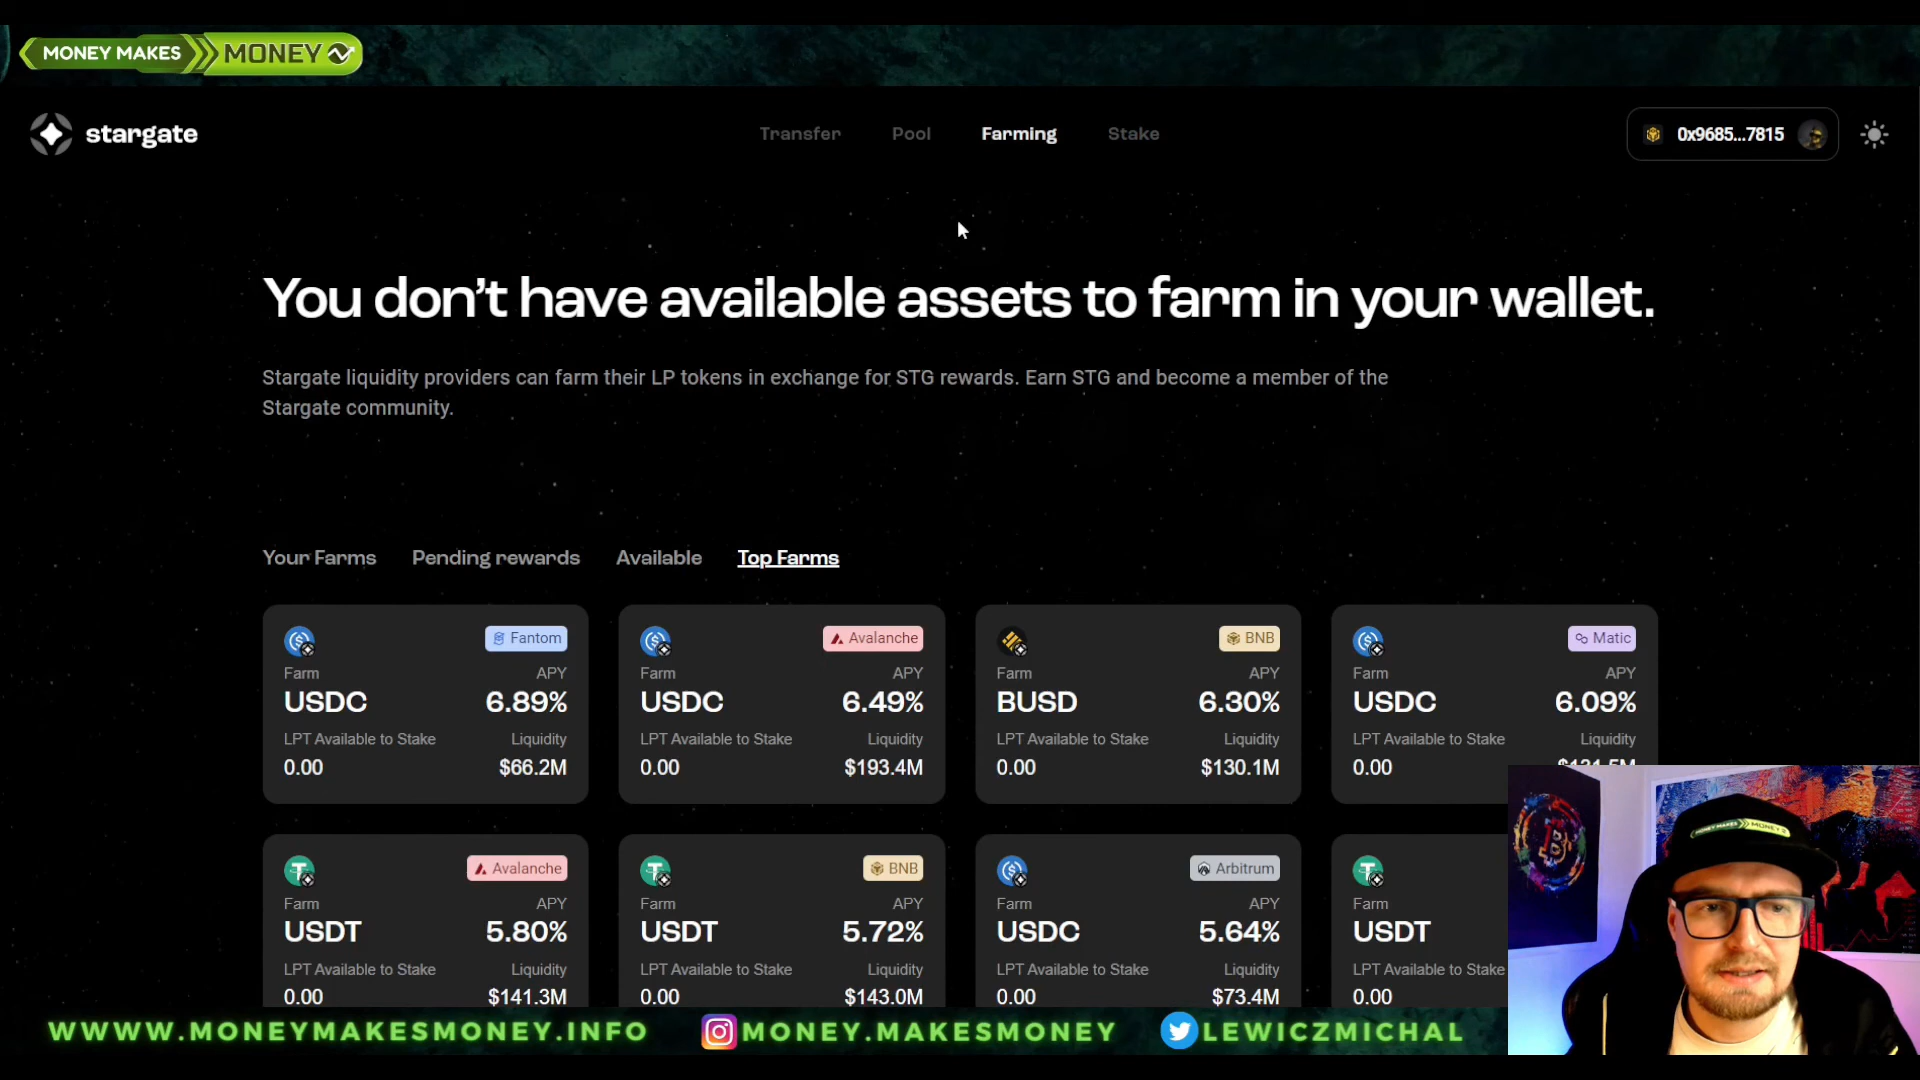 MONEY MAKES MONEY
stargate
Transfer Pool Farming Stake
0x9685...7815
You don't have available assets to farm in your wallet.
Stargate liquidity providers can farm their LP tokens in exchange for STG rewards. Earn STG and become a member of the
Stargate community.
Your Farms Pending rewards Available Top Farms
Fantom
Farm APY
USDC 6.89%
LPT Available to Stake Liquidity
0.00 $66.2M
Avalanche
Farm APY
USDC 6.49%
LPT Available to Stake Liquidity
0.00 $193.4M
BNB
Farm APY
BUSD 6.30%
LPT Available to Stake Liquidity
0.00 $130.1M
Matic
Farm APY
USDC 6.09%
LPT Available to Stake Liquidity
0.00
Avalanche
Farm APY
USDT 5.80%
LPT Available to Stake Liquidity
0.00 $141.3M
BNB
Farm APY
USDT 5.72%
LPT Available to Stake Liquidity
0.00 $143.0M
Arbitrum
Farm APY
USDC 5.64%
LPT Available to Stake Liquidity
0.00 $73.4M
Farm
USDT
LPT Available to Stake
0.00
MONEY MAKES MONEY
WWWW.MONEYMAKESMONEY.INFO MONEY.MAKESMONEY LEWICZMICHAL